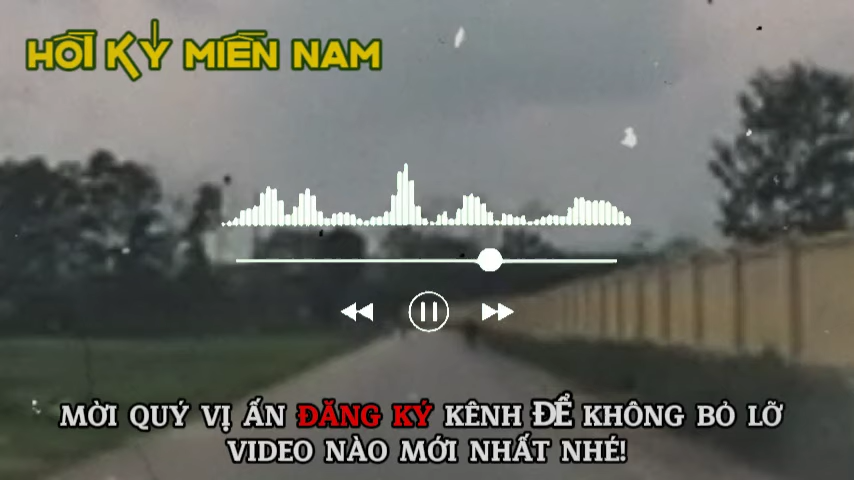 HỒI KÝ MIỀN NAM
MỜI QUÝ VỊ ẤN ĐĂNG KÝ KÊNH ĐỂ KHÔNG BỎ LỠ
VIDEO NÀO MỚI NHẤT NHÉ!